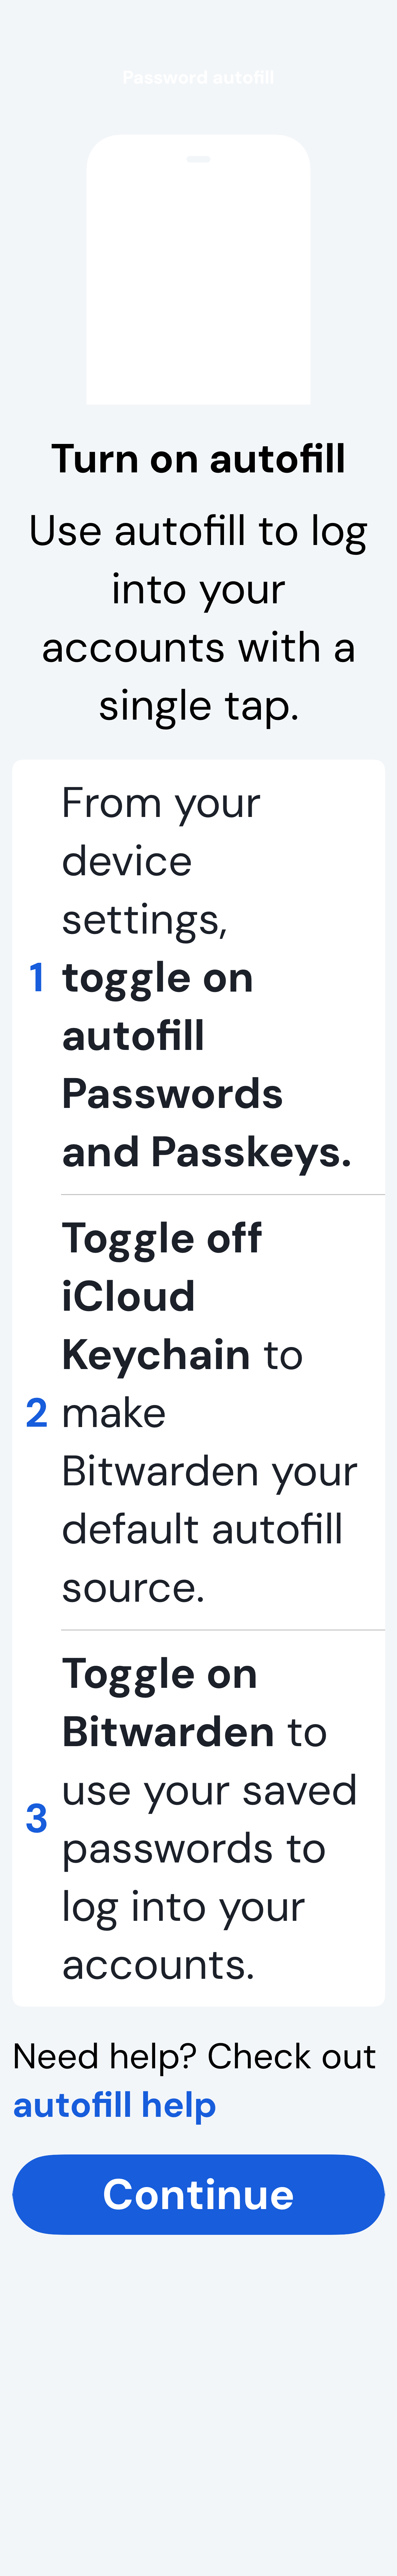 Password autofill
Turn on autofill
Use autofill to log
into your
accounts with a
single tap.
From your
device
settings,
1 toggle on
autofill
Passwords
and Passkeys.
Toggle off
iCloud
Keychain to
2 make
Bitwarden your
default autofill
source.
Toggle on
Bitwarden to
use your saved
3 passwords to
log into your
accounts.
Need help? Check out
autofill help
Continue